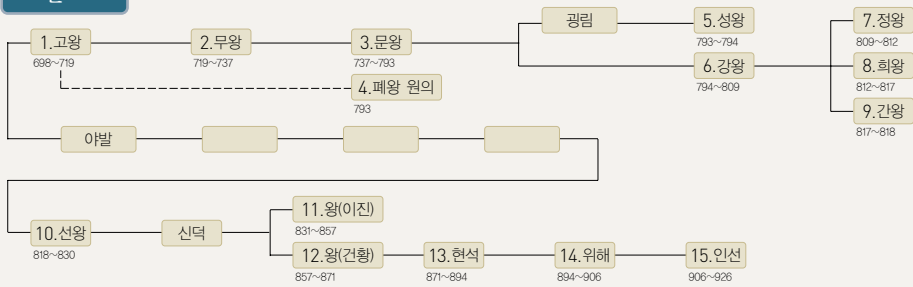 굉림
5.성왕
793~794
7.정왕
809~812
1.고왕
698~719
2.무왕
719~737
3.문왕
737~793
6.강왕
794~809
8.희왕
812~817
4.폐왕 원의
793
9.간왕
817~818
야발
10.선왕
818~830
신덕
11.왕(이진)
831~857
12.왕(건황)
857~871
13.현석
871~894
14.위해
894~906
15.인선
906~926